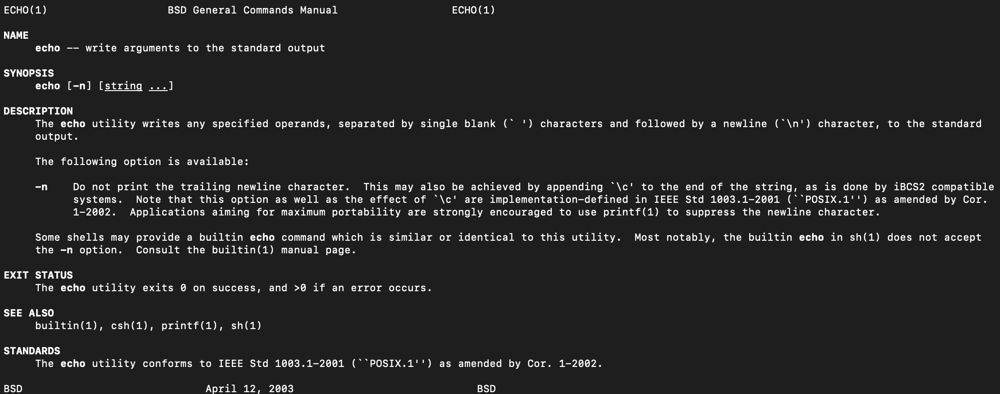 ECHO(1)                   BSD General Commands Manual                  ECHO(1)
NAME
     echo -- write arguments to the standard output
SYNOPSIS
     echo [-n] [string ...]
DESCRIPTION
     The echo utility writes any specified operands, separated by single blank (` ') characters and followed by a newline (`\n') character, to the standard
     output.
     The following option is available:
     -n    Do not print the trailing newline character.  This may also be achieved by appending `\c' to the end of the string, as is done by iBCS2 compatible
           systems.  Note that this option as well as the effect of `\c' are implementation-defined in IEEE Std 1003.1-2001 (``POSIX.1'') as amended by Cor.
           1-2002.  Applications aiming for maximum portability are strongly encouraged to use printf(1) to suppress the newline character.
     Some shells may provide a builtin echo command which is similar or identical to this utility.  Most notably, the builtin echo in sh(1) does not accept
     the -n option.  Consult the builtin(1) manual page.
EXIT STATUS
     The echo utility exits 0 on success, and >0 if an error occurs.
SEE ALSO
     builtin(1), csh(1), printf(1), sh(1)
STANDARDS
     The echo utility conforms to IEEE Std 1003.1-2001 (``POSIX.1'') as amended by Cor. 1-2002.
BSD                             April 12, 2003                             BSD